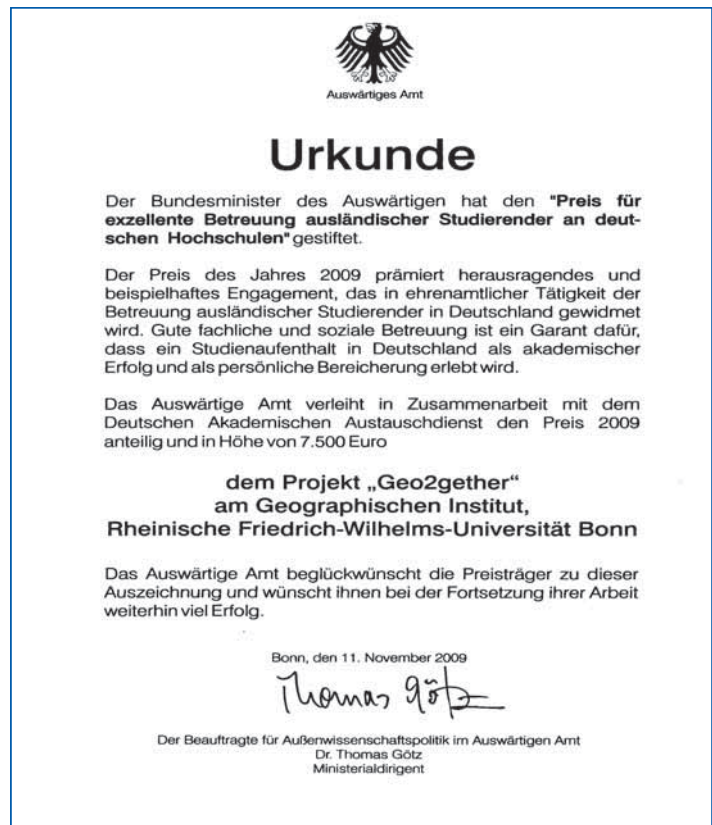 Auswärtiges Amt
Urkunde
Der Bundesminister des Auswärtigen hat den "Preis für
exzellente Betreuung ausländischer Studierender an deut-
schen Hochschulen" gestiftet.
Der Preis des Jahres 2009 prämiert herausragendes und
beispielhaftes Engagement, das in ehrenamtlicher Tätigkeit der
Betreuung ausländischer Studierender in Deutschland gewidmet
wird. Gute fachliche und soziale Betreuung ist ein Garant dafür,
dass ein Studienaufenthalt in Deutschland als akademischer
Erfolg und als persönliche Bereicherung erlebt wird.
Das Auswärtige Amt verleiht in Zusammenarbeit mit dem
Deutschen Akademischen Austauschdienst den Preis 2009
anteilig und in Höhe von 7.500 Euro
dem Projekt „Geo2gether“
am Geographischen Institut,
Rheinische Friedrich-Wilhelms-Universität Bonn
Das Auswärtige Amt beglückwünscht die Preisträger zu dieser
Auszeichnung und wünscht ihnen bei der Fortsetzung ihrer Arbeit
weiterhin viel Erfolg.
Bonn, den 11. November 2009
Thomas Götz
Der Beauftragte für Außenwissenschaftspolitik im Auswärtigen Amt
Dr. Thomas Götz
Ministerialdirigent